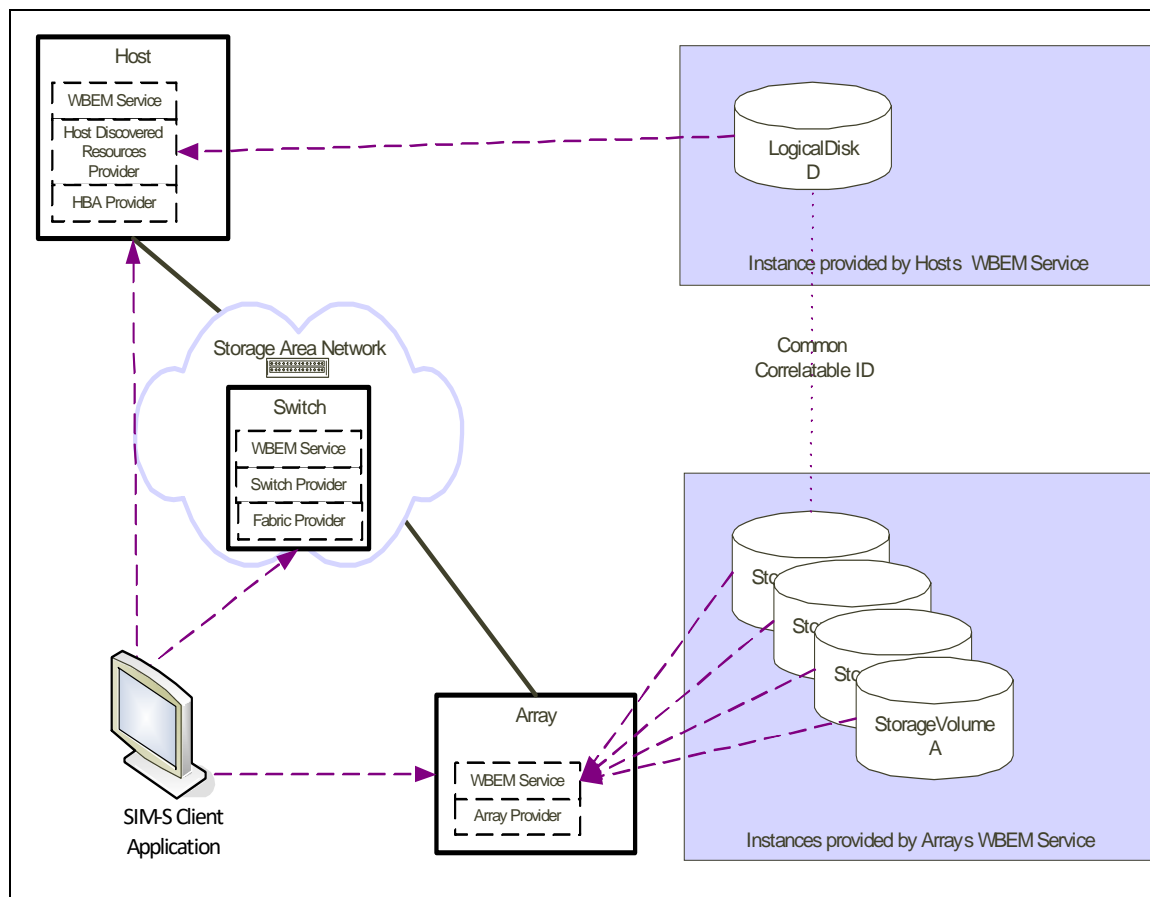 Host
WBEM Service
Host Discovered
Resources
Provider
HBA Provider
LogicalDisk
D
Instance provided by Hosts WBEM Service
Storage Area Network
Switch
WBEM Service
Switch Provider
Fabric Provider
Common
Correlatable ID
Array
WBEM Service
Array Provider
Sto
Sto
Sto
StorageVolume
A
Instances provided by Arrays WBEM Service
SIM-S Client
Application